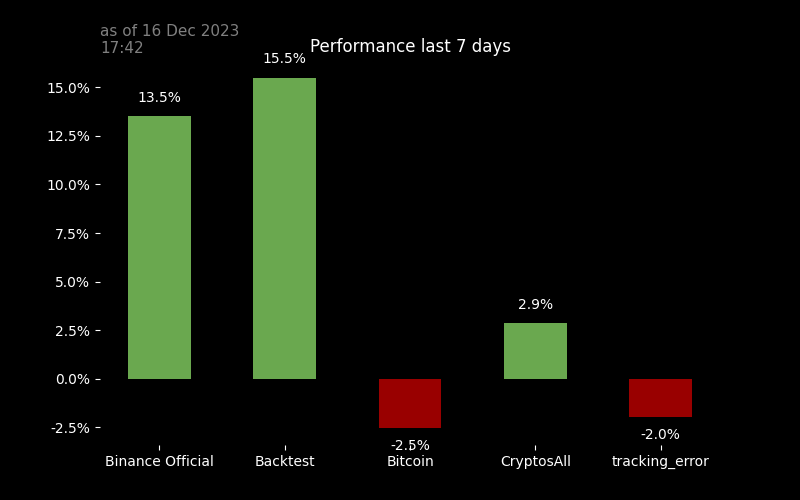 as of 16 Dec 2023
17:42
Performance last 7 days
15.5%
15.0%
13.5%
12.5%
10.0%
7.5%
5.0%
2.9%
2.5%
0.0%
-2.5%
-2.5%
-2.0%
Binance Official
Backtest
Bitcoin
CryptosAll
tracking_error